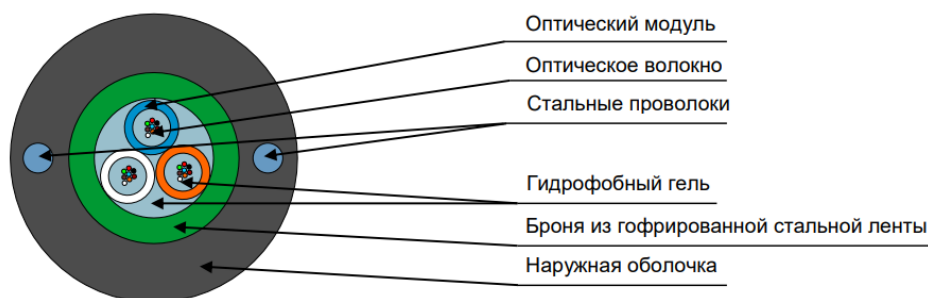 Оптический модуль
Оптическое волокно
Стальные проволоки
Гидрофобный гель
Броня из гофрированной стальной ленты
Наружная оболочка